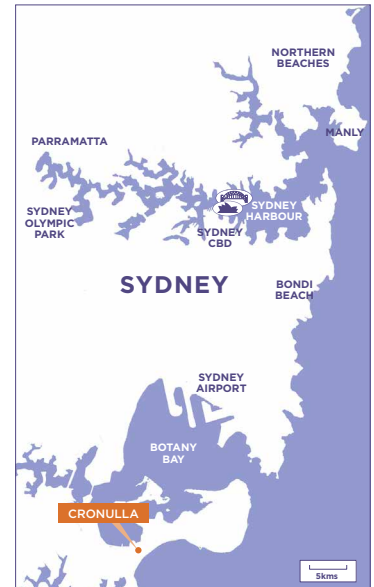 NORTHERN
BEACHES
MANLY
PARRAMATTA
SYDNEY
OLYMPIC
PARK
SYDNEY
HARBOUR
SYDNEY
CBD
SYDNEY
BONDI
BEACH
SYDNEY
AIRPORT
BOTANY
BAY
CRONULLA
5kms